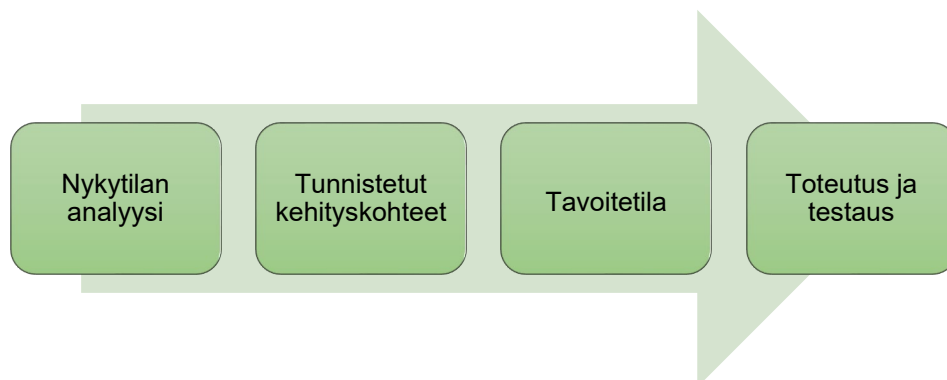 Nykytilan
analyysi
Tunnistetut
kehityskohteet
Tavoitetila
Toteutus ja
testaus